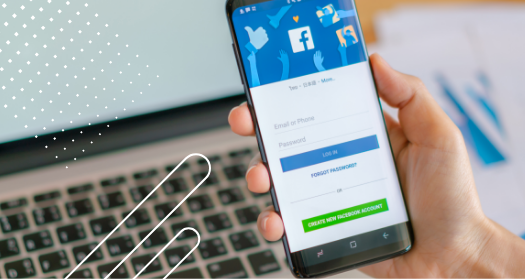 f
Email or Phone
Password
LOG IN
FORGOT PASSWORD?
OR
CREATE NEW FACEBOOK ACCOUNT